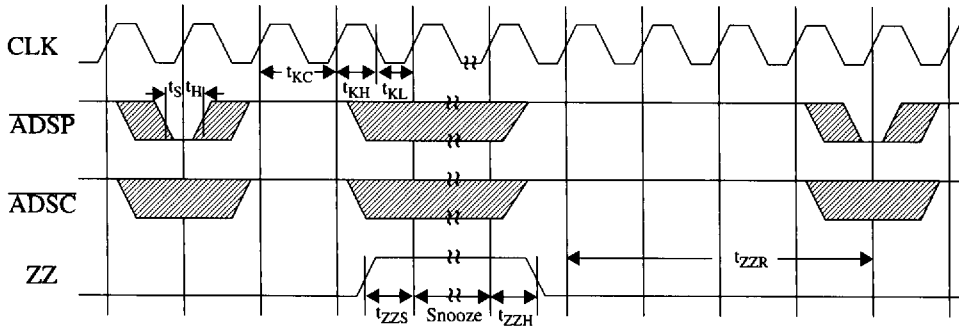 CLK
tKC
tKH
tKL
tS
tH
ADSP
ADSC
ZZ
tZZR
tZZS
Snooze
tZZH